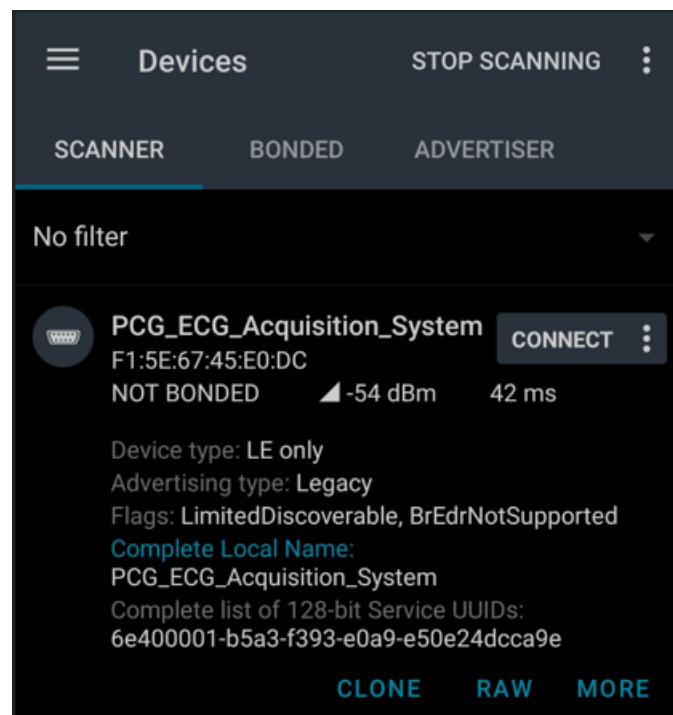 Devices STOP SCANNING
SCANNER BONDED ADVERTISER
No filter
PCG_ECG_Acquisition_System CONNECT
F1:5E:67:45:E0:DC
NOT BONDED -54 dBm 42 ms
Device type: LE only
Advertising type: Legacy
Flags: LimitedDiscoverable, BrEdrNotSupported
Complete Local Name:
PCG_ECG_Acquisition_System
Complete list of 128-bit Service UUIDs:
6e400001-b5a3-f393-e0a9-e50e24dcca9e
CLONE RAW MORE